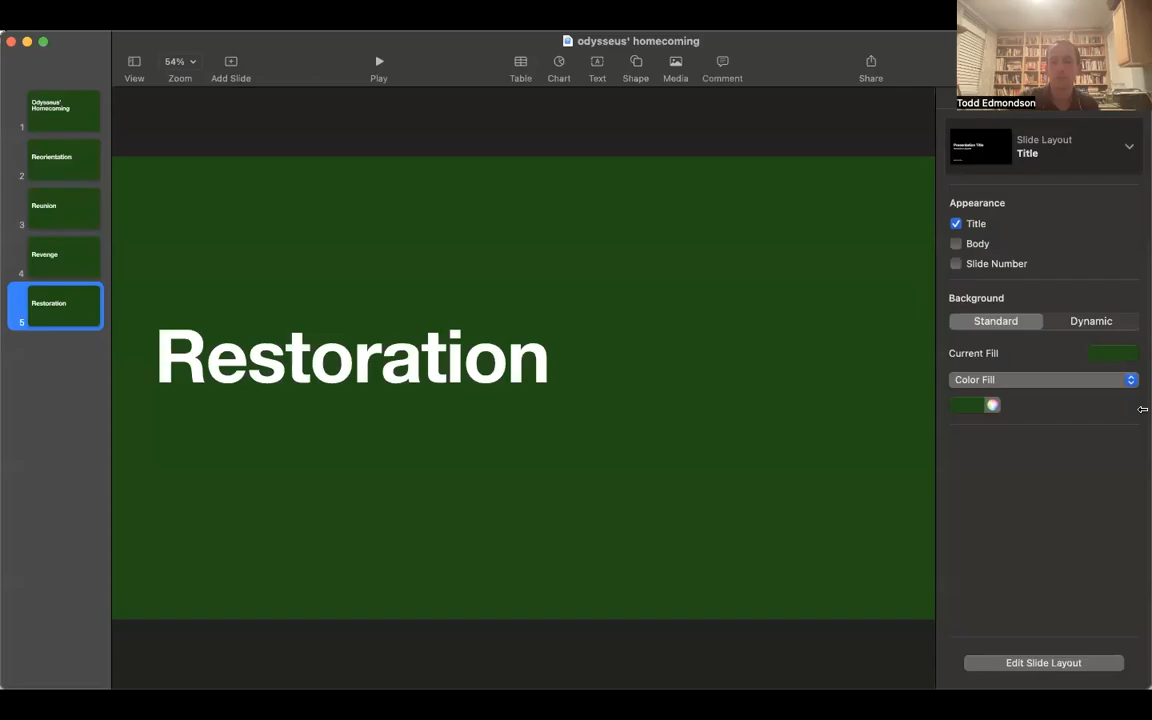 odysseus' homecoming
54%
View
Zoom
Add Slide
Play
Table
Chart
Text
Shape
Media
Comment
Share
Todd Edmondson
Odysseus'
Homecoming
1
Reorientation
2
Reunion
3
Revenge
4
Restoration
5
Restoration
Presentation Title
Slide Layout
Title
Appearance
Title
Body
Slide Number
Background
Standard
Dynamic
Current Fill
Color Fill
Edit Slide Layout